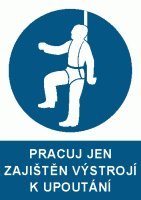 PRACUJ JEN
ZAJIŠTĚN VÝSTROJÍ
K UPOUTÁNÍ